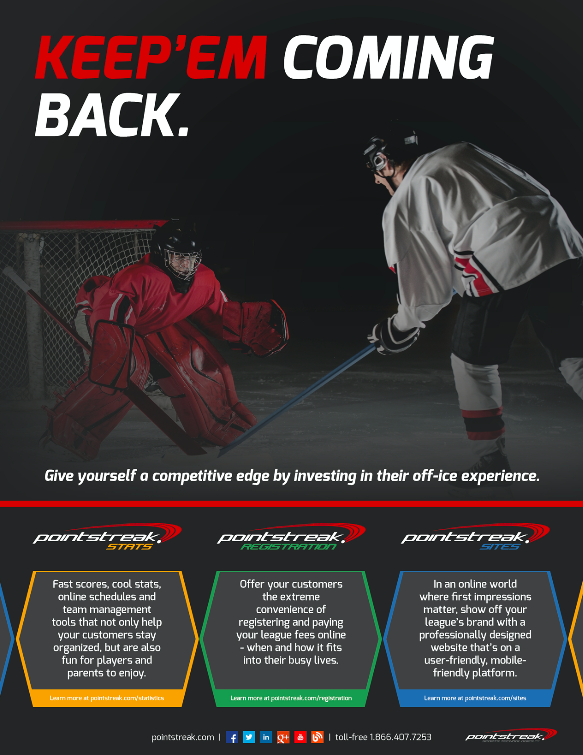 KEEP'EM COMING
BACK.
Give yourself a competitive edge by investing in their off-ice experience.
pointstreak.
STATS
Fast scores, cool stats,
online schedules and
team management
tools that not only help
your customers stay
organized, but are also
fun for players and
parents to enjoy.
Learn more at pointstreak.com/statistics
pointstreak.
REGISTRATION
Offer your customers
the extreme
convenience of
registering and paying
your league fees online
- when and how it fits
into their busy lives.
Learn more at pointstreak.com/registration
pointstreak.
SITES
In an online world
where first impressions
matter, show off your
league's brand with a
professionally designed
website that's on a
user-friendly, mobile-
friendly platform.
Learn more at pointstreak.com/sites
pointstreak.com | f in g+ You Tube | toll-free 1.866.407.7253
pointstreak.